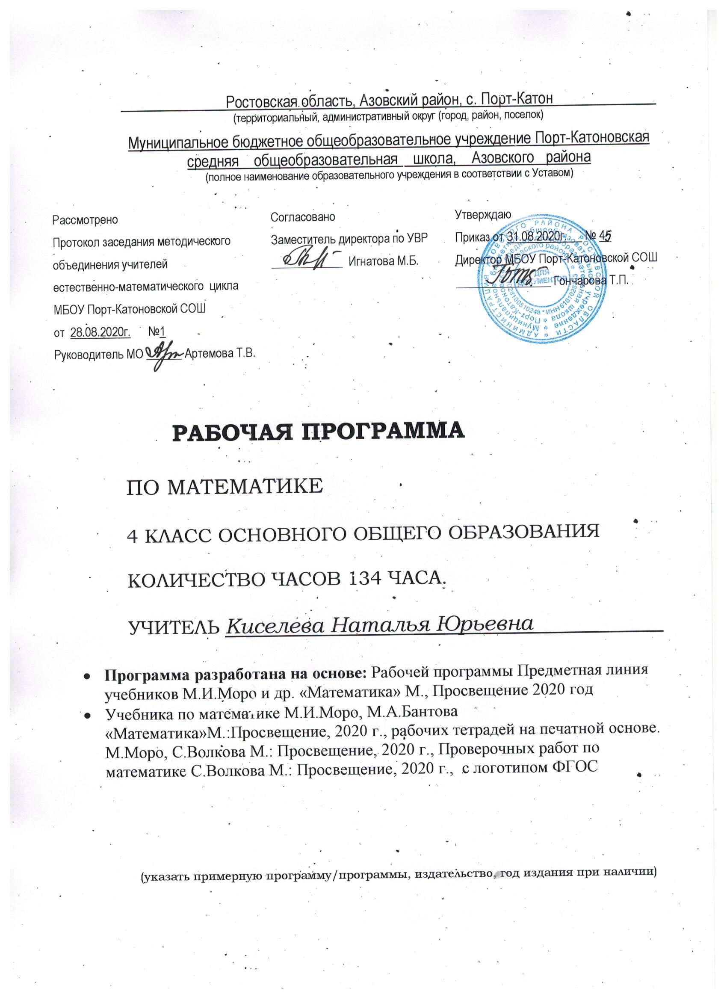 Ростовская область, Азовский район, с. Порт-Катон
(территориальный, административный округ (город, район, поселок)
Муниципальное бюджетное общеобразовательное учреждение Порт-Катоновская
средняя общеобразовательная школа, Азовского района
(полное наименование образовательного учреждения в соответствии с Уставом)
Рассмотрено
Протокол заседания методического
объединения учителей
естественно-математического цикла
МБОУ Порт-Катоновской СОШ
от 28.08.2020г. №1
Руководитель МО Артемова Т.В.
Согласовано
Заместитель директора по УВР
Игнатова М.Б.
Утверждаю
Приказ от 31.08.2020г. № 45
Директор МБОУ Порт-Катоновской СОШ
Гончарова Т.П.
АДМИНИСТРАЦИЯ АЗОВСКОГО РАЙОНА РОСТОВСКОЙ ОБЛАСТИ
ДЛЯ
ДОКУМЕНТОВ
РАБОЧАЯ ПРОГРАММА
ПО МАТЕМАТИКЕ
4 КЛАСС ОСНОВНОГО ОБЩЕГО ОБРАЗОВАНИЯ
КОЛИЧЕСТВО ЧАСОВ 134 ЧАСА.
УЧИТЕЛЬ Киселева Наталья Юрьевна
• Программа разработана на основе: Рабочей программы Предметная линия
учебников М.И.Моро и др. «Математика» М., Просвещение 2020 год
• Учебника по математике М.И.Моро, М.А.Бантова
«Математика»М.:Просвещение, 2020 г., рабочих тетрадей на печатной основе.
М.Моро, С.Волкова М.: Просвещение, 2020 г., Проверочных работ по
математике С.Волкова М.: Просвещение, 2020 г., с логотипом ФГОС
(указать примерную программу/программы, издательство, год издания при наличии)